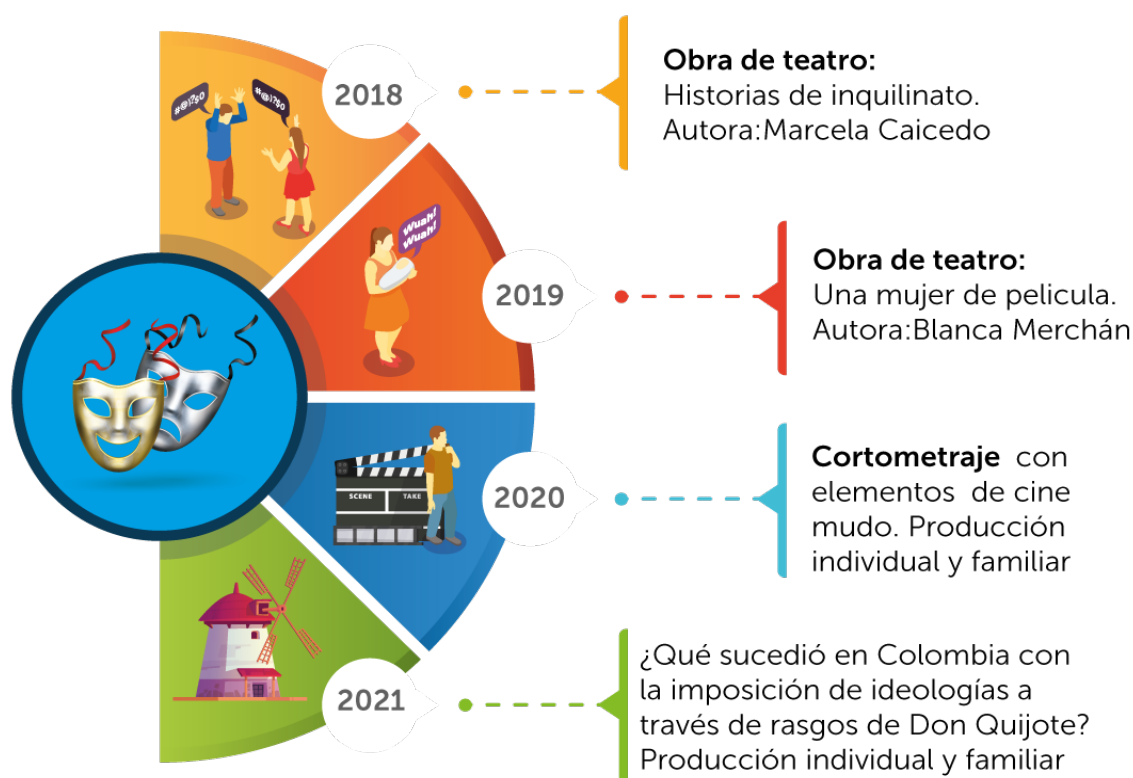 #@)?$0
#@)?$0
2018
Obra de teatro:
Historias de inquilinato.
Autora:Marcela Caicedo
Wuah!
Wuah!
2019
Obra de teatro:
Una mujer de pelicula.
Autora:Blanca Merchán
SCENE
TAKE
2020
Cortometraje con
elementos de cine
mudo. Producción
individual y familiar
2021
¿Qué sucedió en Colombia con
la imposición de ideologías a
través de rasgos de Don Quijote?
Producción individual y familiar